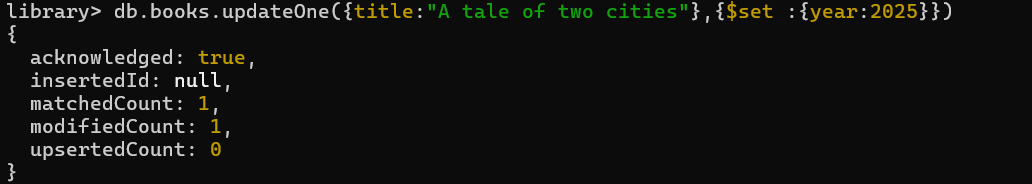 library> db.books.updateOne({title:"A tale of two cities"},{$set :{year:2025}})
{
  acknowledged: true,
  insertedId: null,
  matchedCount: 1,
  modifiedCount: 1,
  upsertedCount: 0
}